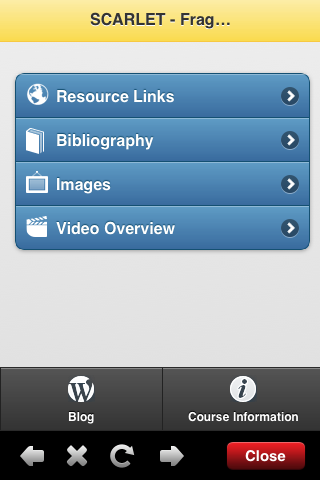 SCARLET - Frag...
Resource Links
Bibliography
Images
Video Overview
Blog
Course Information
Close